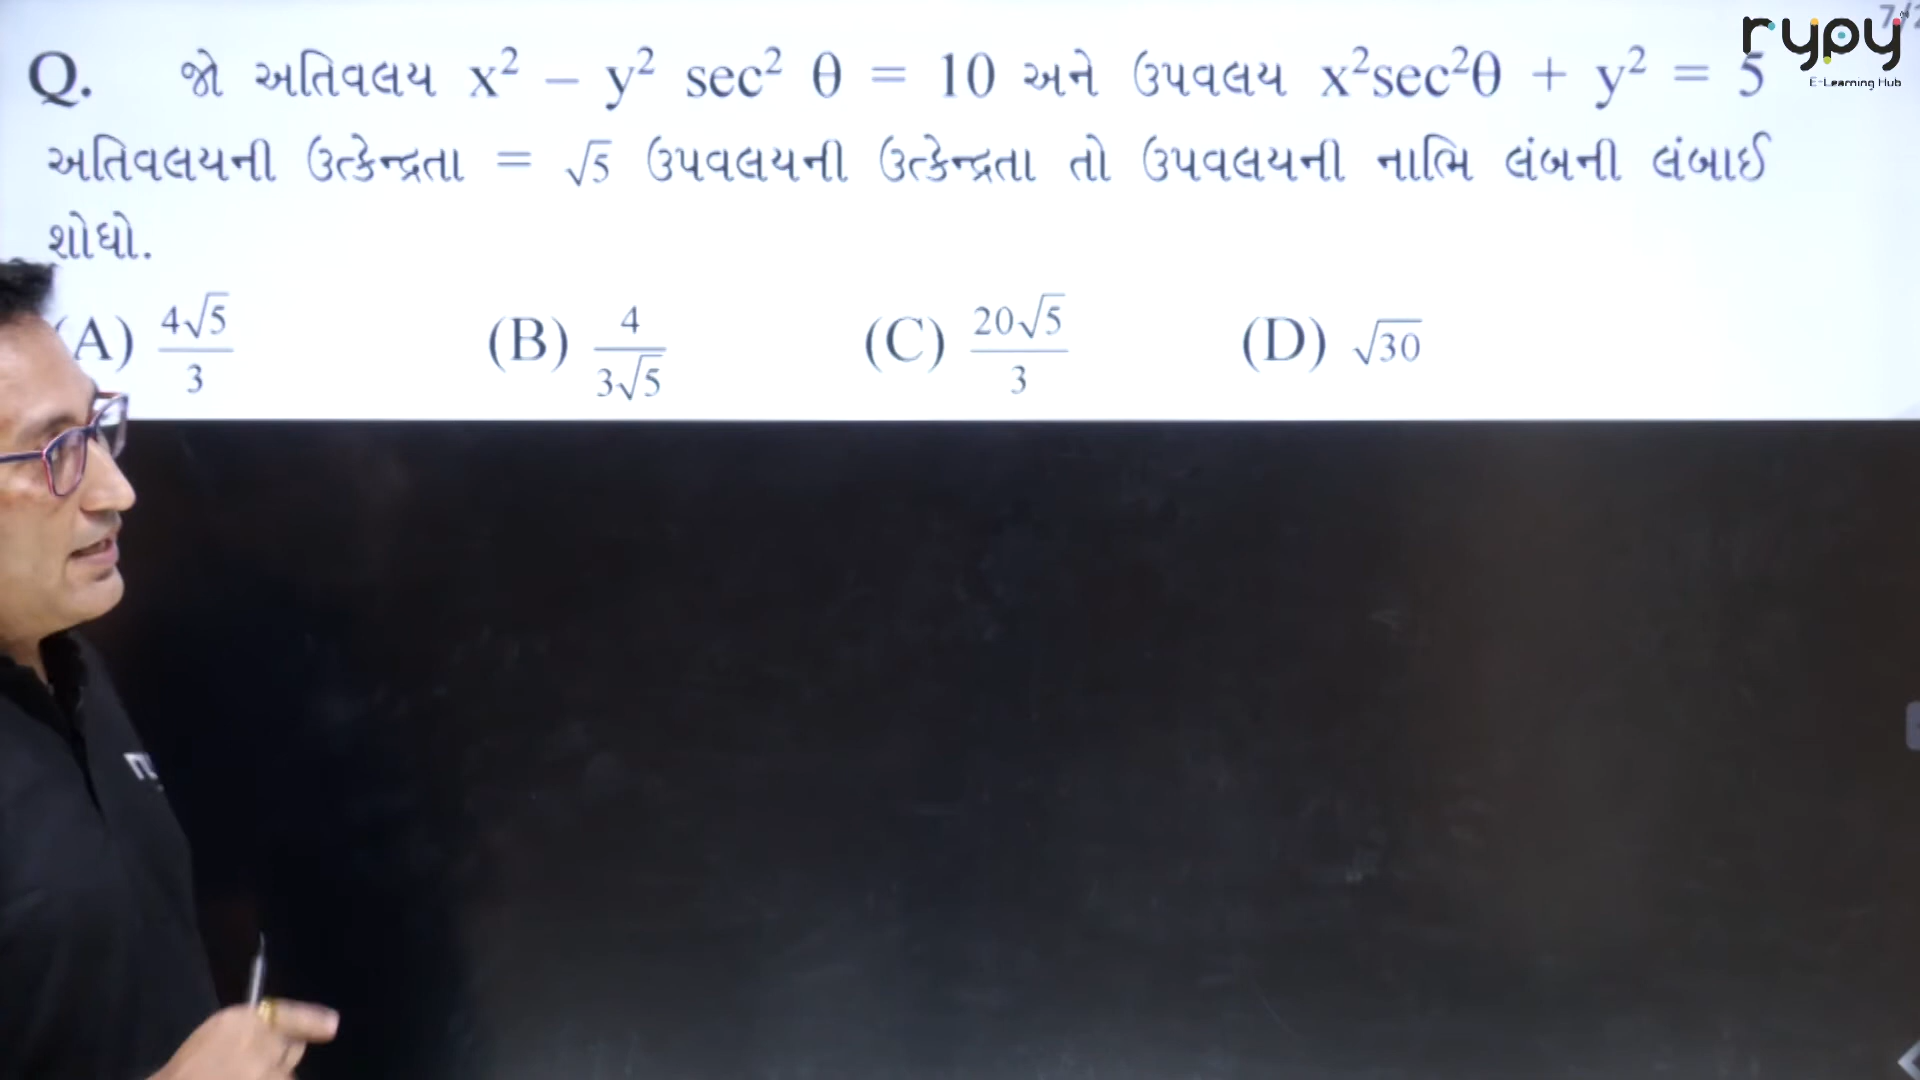 rypy
E-Learning Hub
Q. જો અતિવલય x² – y² sec² θ = 10 અને ઉપવલય x²sec²θ + y² = 5
અતિવલયની ઉત્કેન્દ્રતા = √5 ઉપવલયની ઉત્કેન્દ્રતા તો ઉપવલયની નાભિ લંબની લંબાઈ
શોધો.
(A) 4√5/3 (B) 4/3√5 (C) 20√5/3 (D) √30